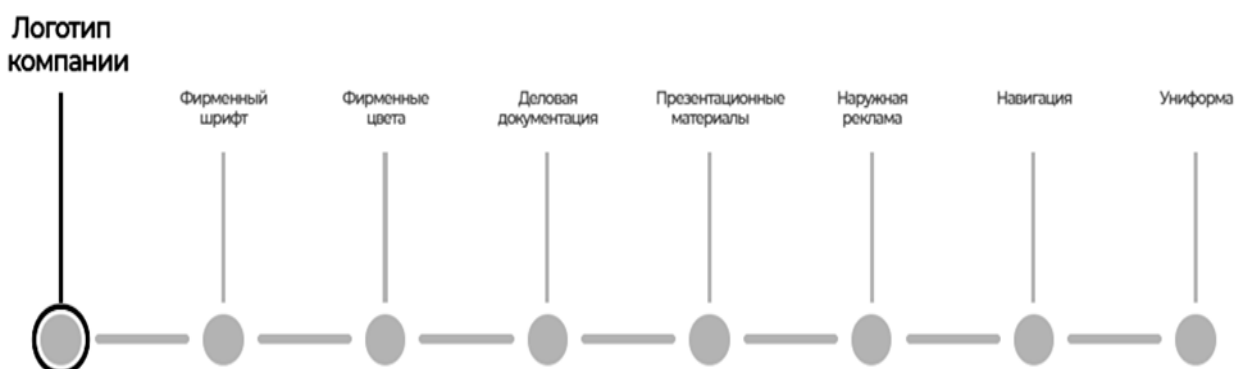 Логотип
компании
Фирменный
шрифт
Фирменные
цвета
Деловая
документация
Презентационные
материалы
Наружная
реклама
Навигация
Униформа